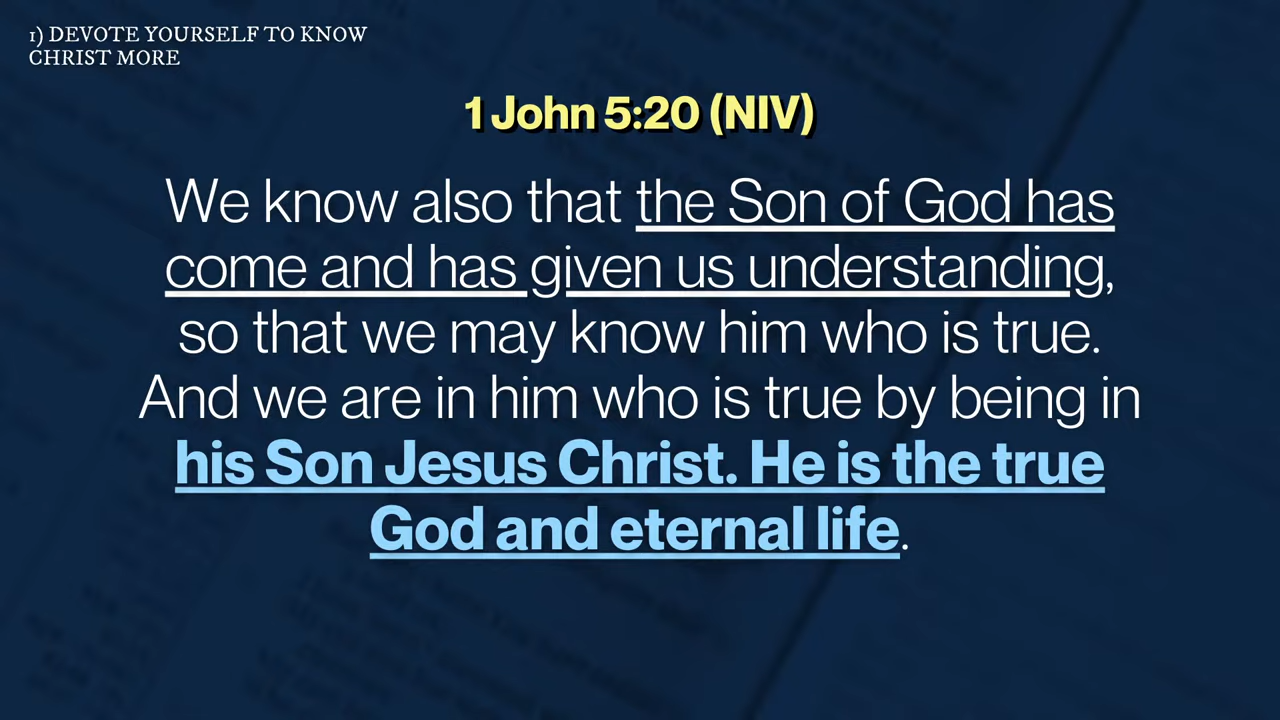 1) DEVOTE YOURSELF TO KNOW
CHRIST MORE
1 John 5:20 (NIV)
We know also that the Son of God has
come and has given us understanding,
so that we may know him who is true.
And we are in him who is true by being in
his Son Jesus Christ. He is the true
God and eternal life.